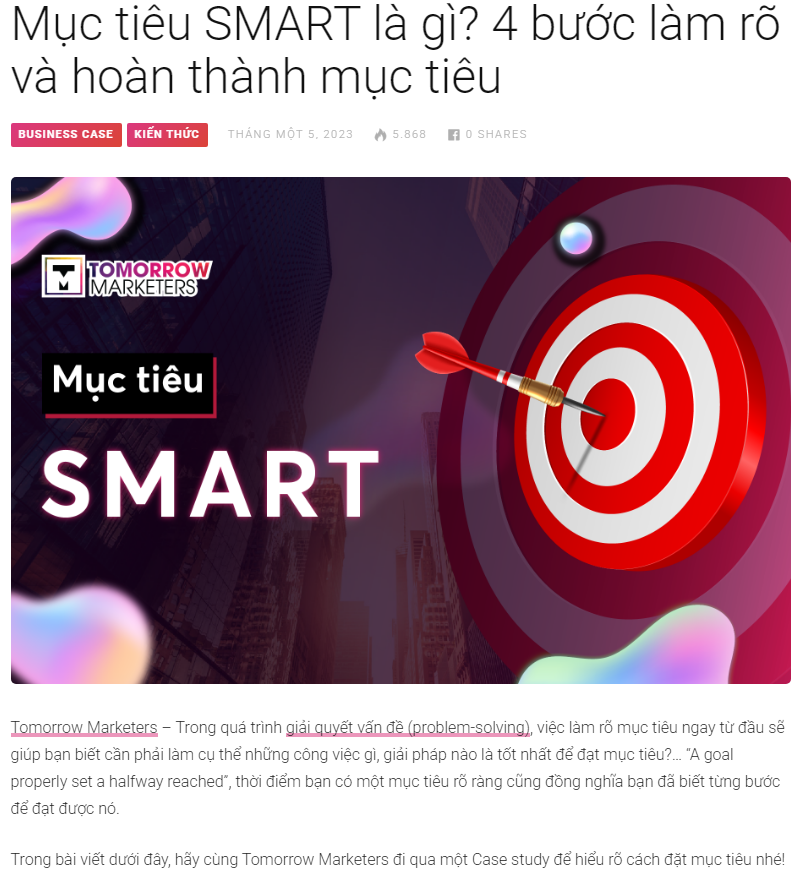 Mục tiêu SMART là gì? 4 bước làm rõ
và hoàn thành mục tiêu
BUSINESS CASE KIẾN THỨC THÁNG MỘT 5, 2023 5.868 0 SHARES
TOMORROW
MARKETERS
Mục tiêu
SMART
Tomorrow Marketers – Trong quá trình giải quyết vấn đề (problem-solving), việc làm rõ mục tiêu ngay từ đầu sẽ
giúp bạn biết cần phải làm cụ thể những công việc gì, giải pháp nào là tốt nhất để đạt mục tiêu?… “A goal
properly set a halfway reached”, thời điểm bạn có một mục tiêu rõ ràng cũng đồng nghĩa bạn đã biết từng bước
để đạt được nó.
Trong bài viết dưới đây, hãy cùng Tomorrow Marketers đi qua một Case study để hiểu rõ cách đặt mục tiêu nhé!